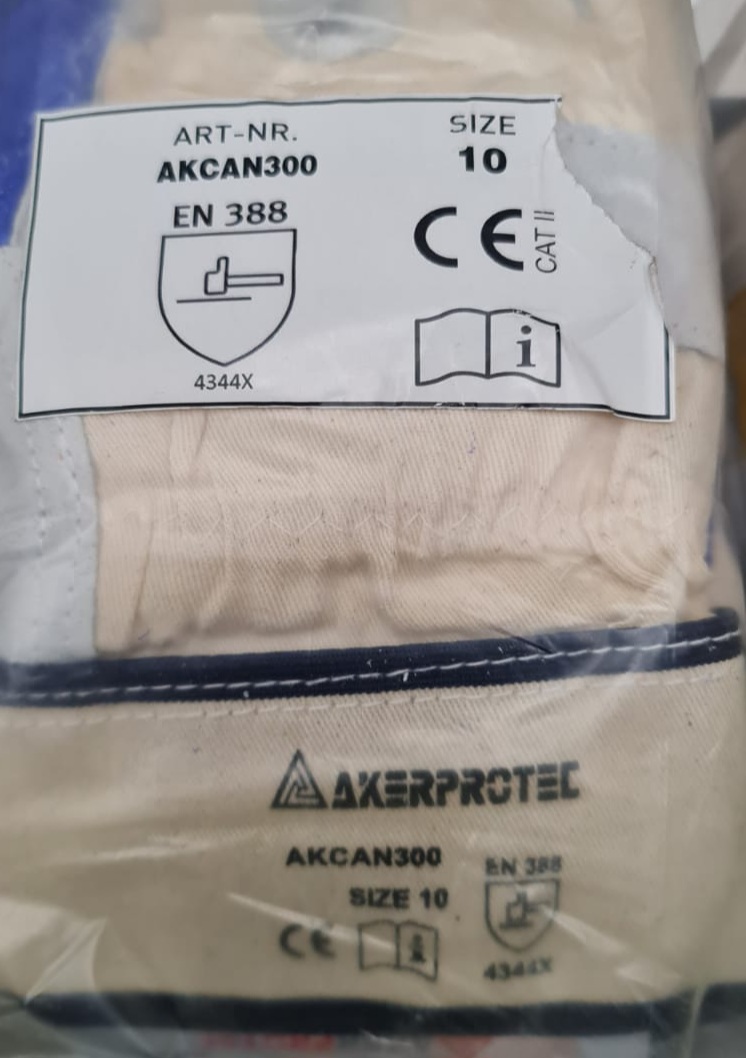 ART-NR.
AKCAN300
SIZE
10
EN 388
4344X
CE
CAT II
i
AKERPROTEC
AKCAN300
SIZE 10
CE
i
EN 388
4344X